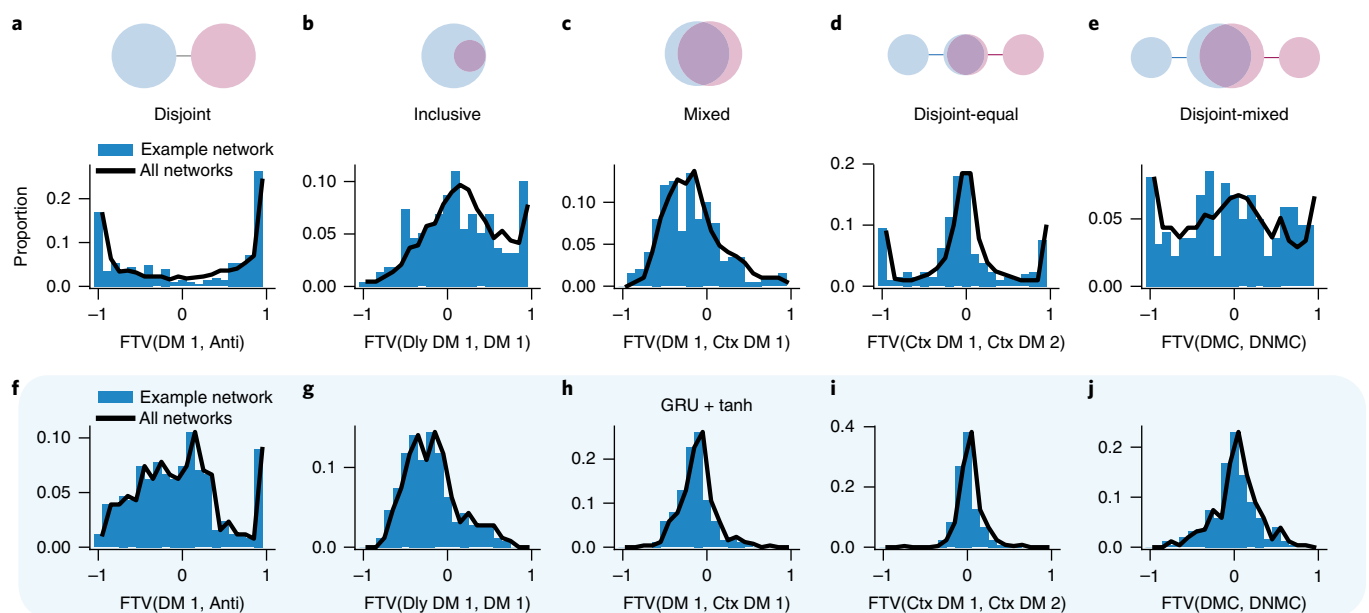 a
b
c
d
e
Disjoint
Inclusive
Mixed
Disjoint-equal
Disjoint-mixed
Example network
All networks
Proportion
0.2
0.1
0.0
−1 0 1
FTV(DM 1, Anti)
0.10
0.05
0.00
−1 0 1
FTV(Dly DM 1, DM 1)
0.10
0.05
0.00
−1 0 1
FTV(DM 1, Ctx DM 1)
0.2
0.1
0.0
−1 0 1
FTV(Ctx DM 1, Ctx DM 2)
0.05
0.00
−1 0 1
FTV(DMC, DNMC)
f
g
h
i
j
Example network
All networks
GRU + tanh
0.10
0.05
0.00
−1 0 1
FTV(DM 1, Anti)
0.1
0.0
−1 0 1
FTV(Dly DM 1, DM 1)
0.2
0.1
0.0
−1 0 1
FTV(DM 1, Ctx DM 1)
0.4
0.2
0.0
−1 0 1
FTV(Ctx DM 1, Ctx DM 2)
0.2
0.1
0.0
−1 0 1
FTV(DMC, DNMC)